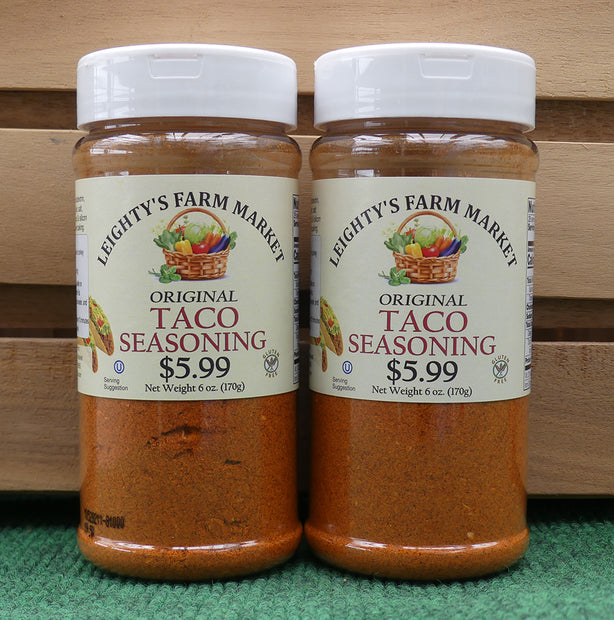 LEIGHTY'S FARM MARKET
ORIGINAL
TACO
SEASONING
$5.99
Net Weight 6 oz. (170g)
U
Serving
Suggestion
GLUTEN
FREE
LEIGHTY'S FARM MARKET
ORIGINAL
TACO
SEASONING
$5.99
Net Weight 6 oz. (170g)
U
Serving
Suggestion
GLUTEN
FREE